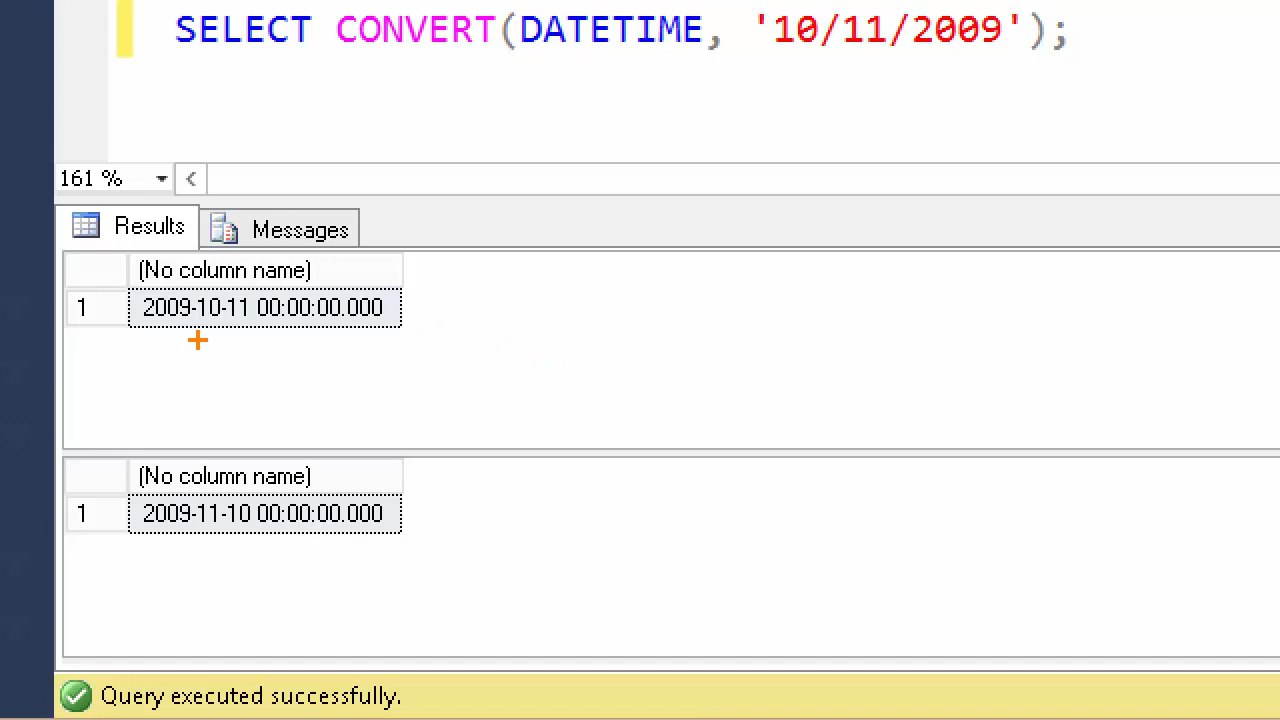 SELECT CONVERT(DATETIME, '10/11/2009');
161 %
Results Messages
(No column name)
1 2009-10-11 00:00:00.000
(No column name)
1 2009-11-10 00:00:00.000
Query executed successfully.